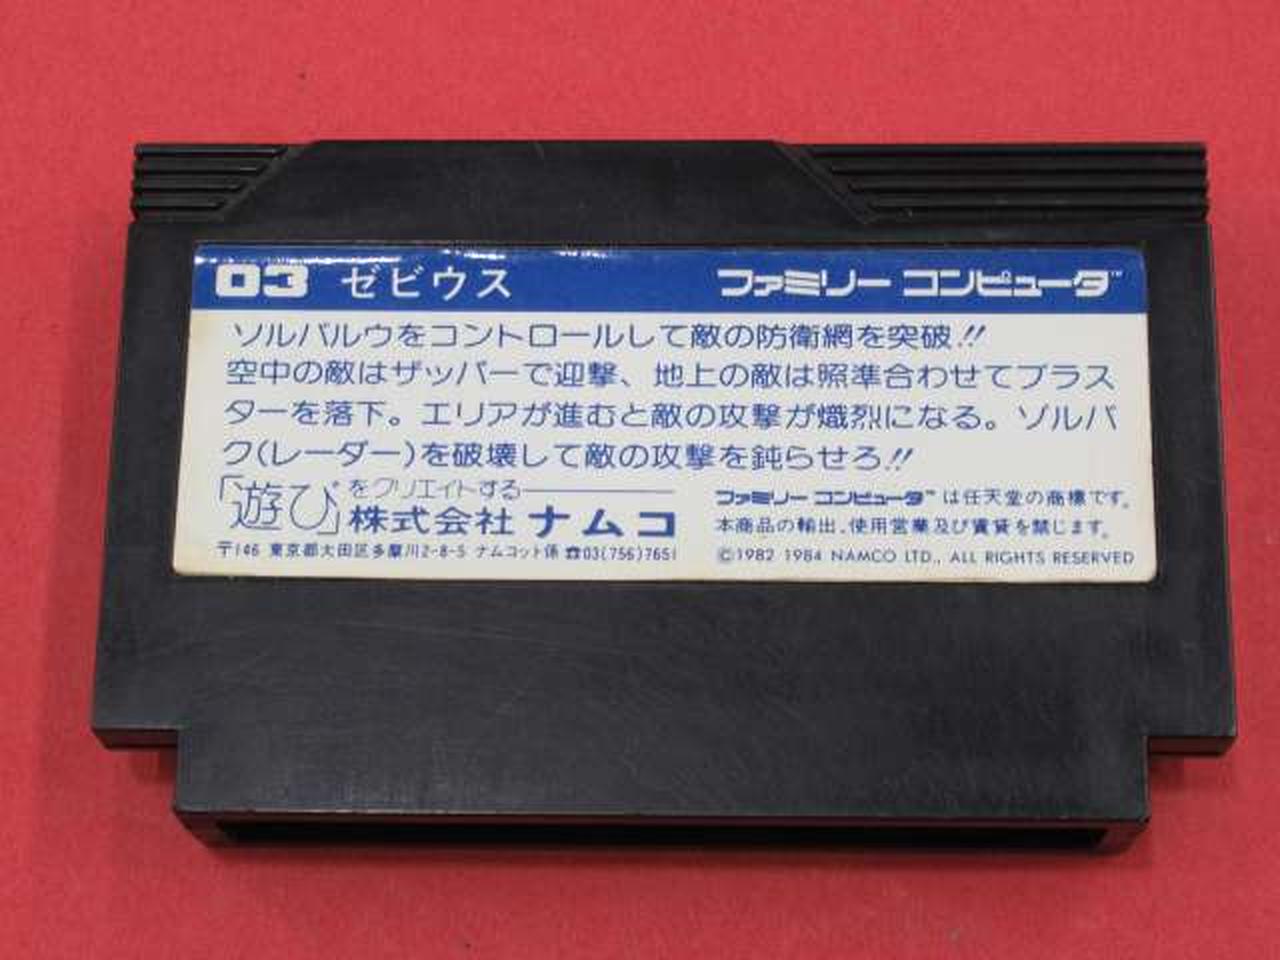 03 ゼビウス ファミリー コンピュータ™
ソルバルウをコントロールして敵の防衛網を突破!!
空中の敵はザッパーで迎撃、地上の敵は照準合わせてブラス
ターを落下。エリアが進むと敵の攻撃が熾烈になる。ゾルバ
ク(レーダー)を破壊して敵の攻撃を鈍らせろ!!
「遊び」をクリエイトする
株式会社ナムコ
〒146 東京都大田区多摩川2-8-5 ナムコット係 ☎03(756)7651
ファミリー コンピュータ™は任天堂の商標です。
本商品の輸出、使用営業及び賃貸を禁じます。
©1982 1984 NAMCO LTD., ALL RIGHTS RESERVED